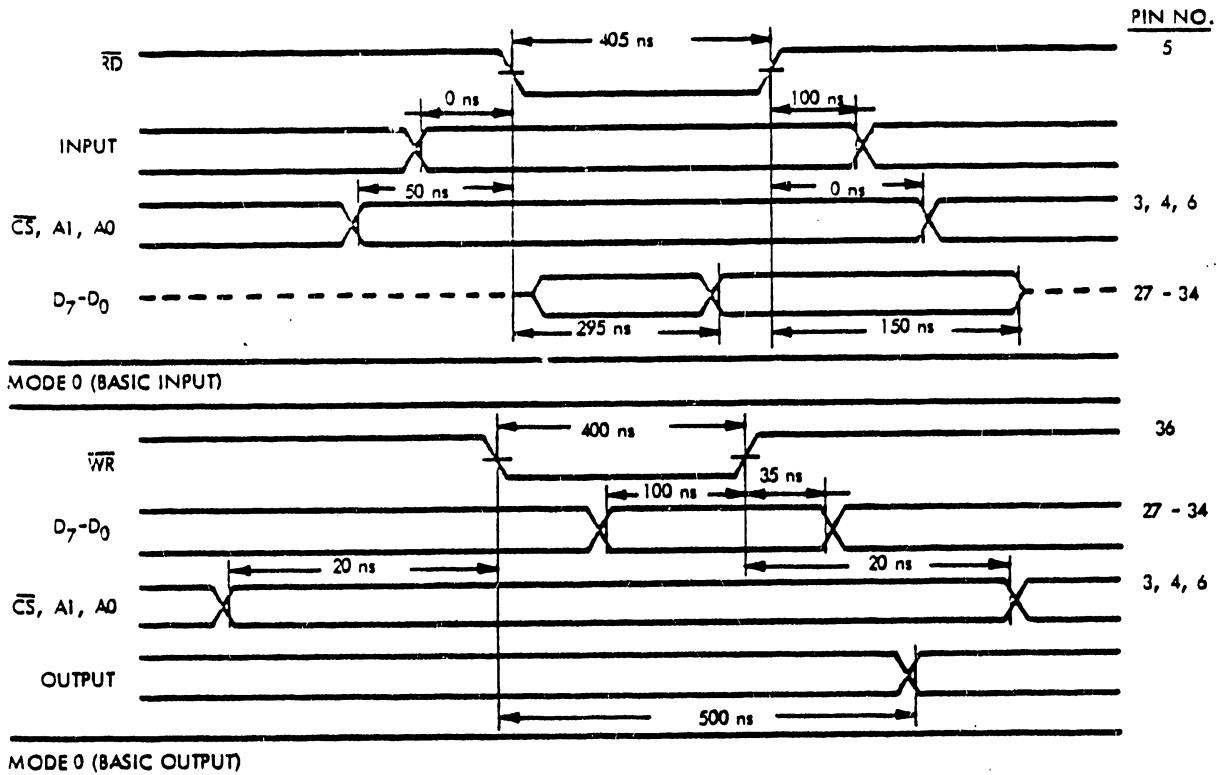 PIN NO.
405 ns
RD
5
0 ns
100 ns
INPUT
50 ns
0 ns
CS, A1, A0
3, 4, 6
D7-D0
27 - 34
295 ns
150 ns
MODE 0 (BASIC INPUT)
400 ns
36
WR
35 ns
100 ns
D7-D0
27 - 34
20 ns
20 ns
CS, A1, A0
3, 4, 6
OUTPUT
500 ns
MODE 0 (BASIC OUTPUT)